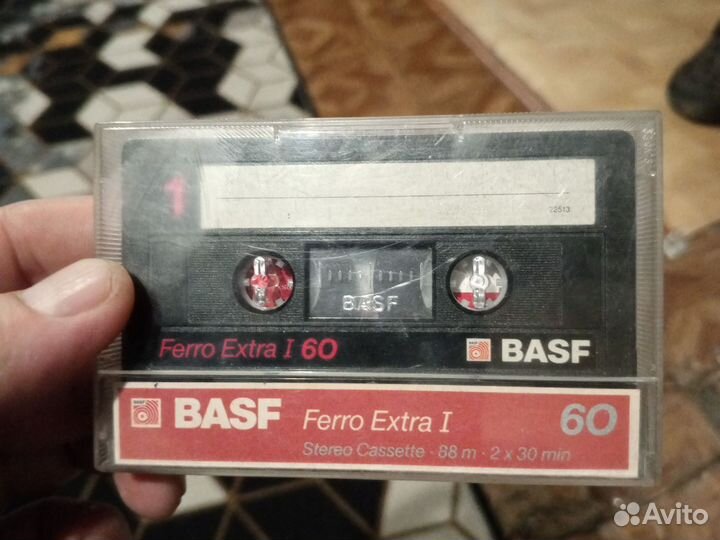 1
22513
BASF
Ferro Extra I 60
BASF
BASF Ferro Extra I 60
Stereo Cassette · 88 m · 2 x 30 min
Avito